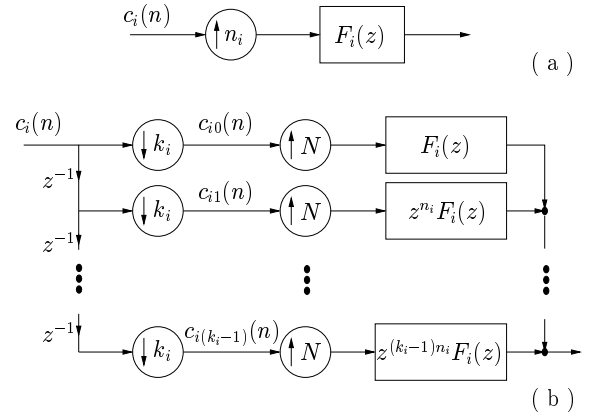 c_i(n) ↑ n_i F_i(z)
( a )
c_i(n) ↓ k_i c_{i0}(n) ↑ N F_i(z)
z^{-1}
↓ k_i c_{i1}(n) ↑ N z^{n_i} F_i(z)
z^{-1}
z^{-1} ↓ k_i c_{i(k_i-1)}(n) ↑ N z^{(k_i-1)n_i} F_i(z)
( b )